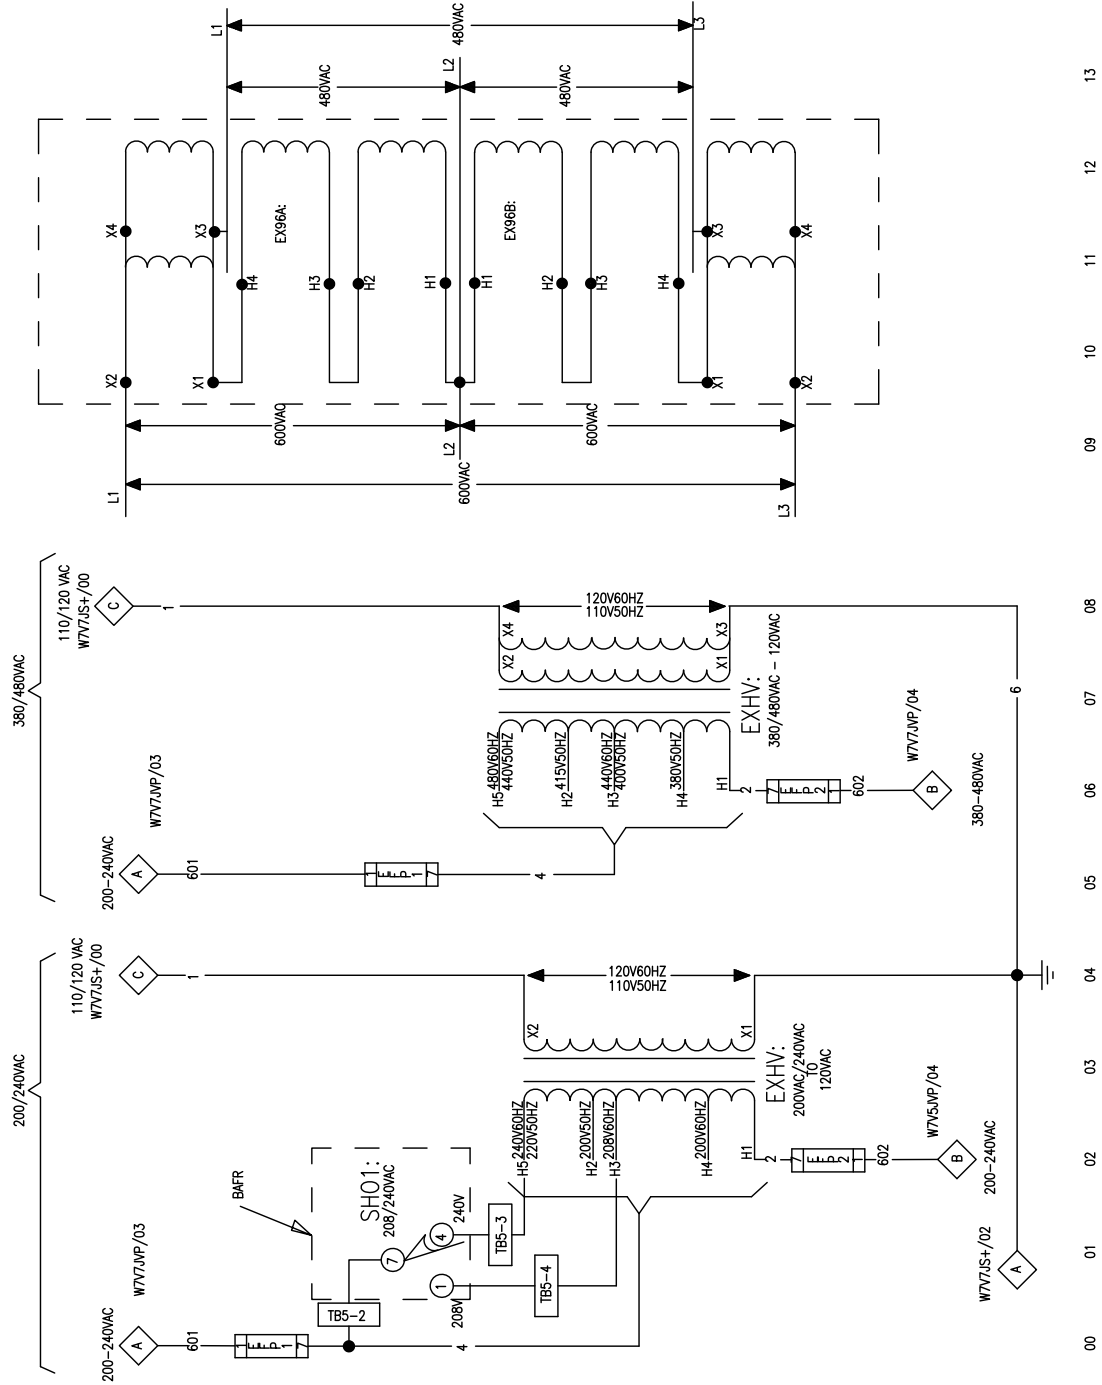 200/240VAC
200-240VAC
A
W7V7JVP/03
601
BAFR
SH01:
208/240VAC
7
4
1
240V
208V
TB5-2
TB5-3
TB5-4
4
H5 240V60HZ
220V50HZ
H2 200V50HZ
H3 208V60HZ
H4 200V60HZ
H1
2
602
B
W7V5JVP/04
200-240VAC
EXHV:
200VAC/240VAC
TO
120VAC
X2
X1
120V60HZ
110V50HZ
1
C
110/120 VAC
W7V7JS+/00
W7V7JS+/02
A
380/480VAC
200-240VAC
A
W7V7JVP/03
601
4
H5 480V60HZ
440V50HZ
H2 415V50HZ
H3 440V60HZ
400V50HZ
H4 380V50HZ
H1
2
602
B
W7V7JVP/04
380-480VAC
EXHV:
380/480VAC - 120VAC
X2
X4
X1
X3
120V60HZ
110V50HZ
1
C
110/120 VAC
W7V7JS+/00
6
L1
600VAC
L3
600VAC
L2
600VAC
X2
X1
X1
X2
H4
H3
H2
H1
H1
H2
H3
H4
EX96A:
EX96B:
X4
X3
X3
X4
480VAC
L2
480VAC
L1
480VAC
L3
00
01
02
03
04
05
06
07
08
09
10
11
12
13